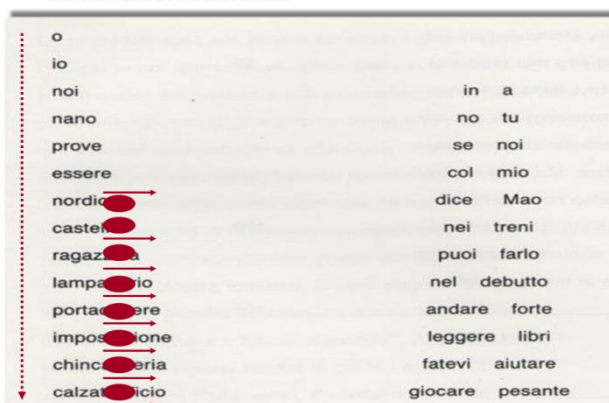 o
io
noi
nano
prove
essere
in a
no tu
se noi
col mio
dice Mao
nei treni
puoi farlo
nel debutto
andare forte
leggere libri
fatevi aiutare
giocare pesante